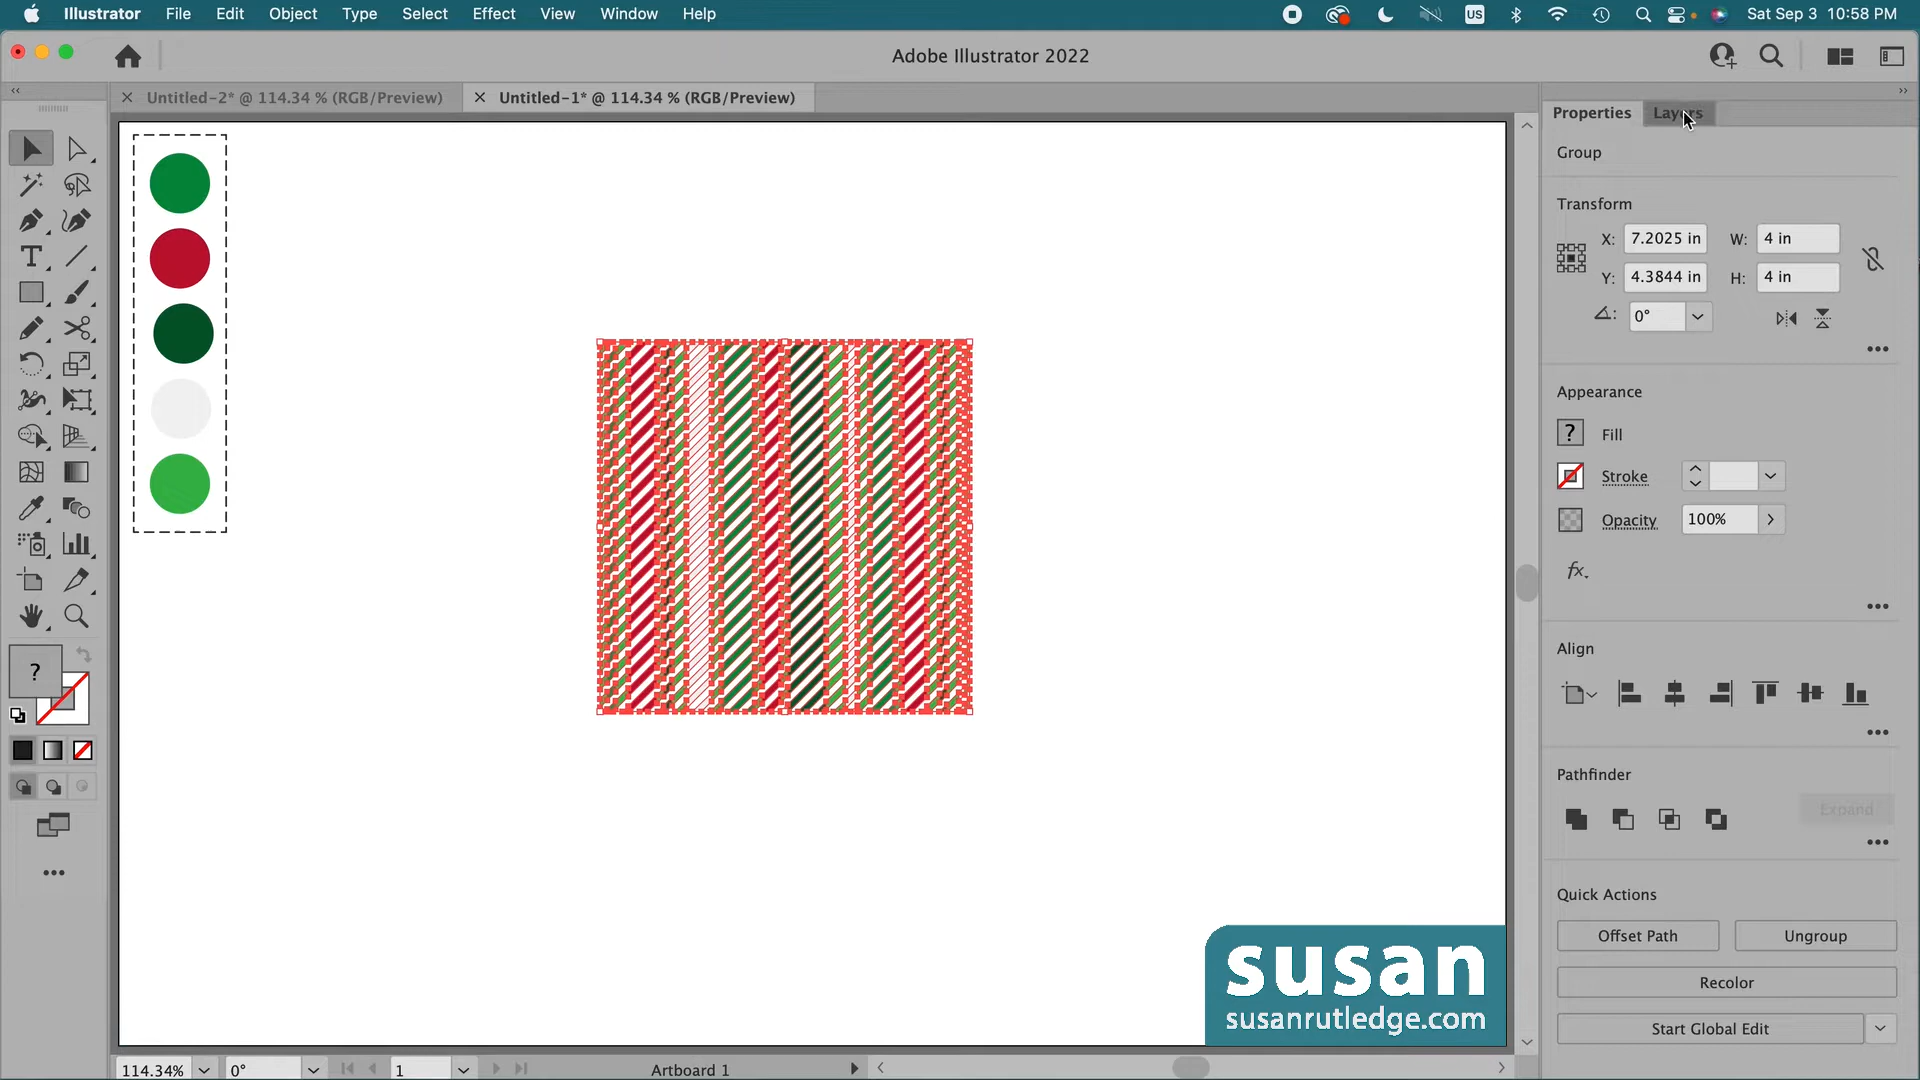 Illustrator File Edit Object Type Select Effect View Window Help US Sat Sep 3 10:58 PM
Adobe Illustrator 2022
Untitled-2* @ 114.34 % (RGB/Preview) Untitled-1* @ 114.34 % (RGB/Preview)
Properties Layers
Group
Transform
X: 7.2025 in W: 4 in
Y: 4.3844 in H: 4 in
0°
Appearance
? Fill
Stroke
Opacity 100%
fx.
Align
Pathfinder
Expand
Quick Actions
Offset Path Ungroup
Recolor
Start Global Edit
?
susan
susanrutledge.com
114.34% 0° 1 Artboard 1